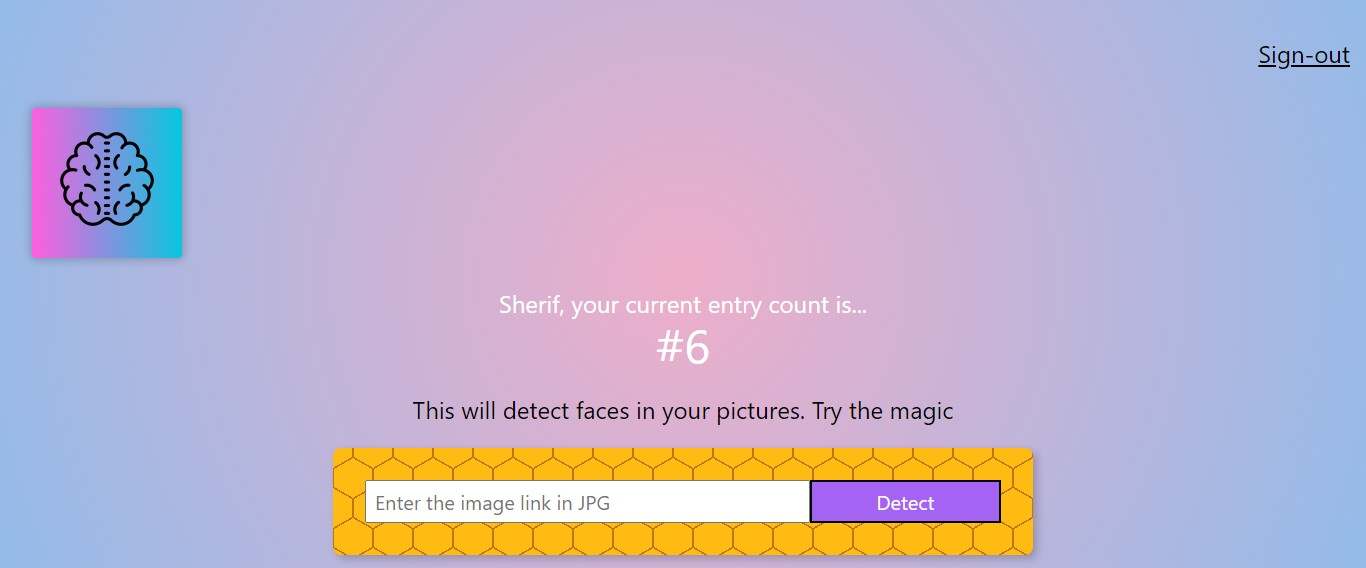 Sign-out
Sherif, your current entry count is...
#6
This will detect faces in your pictures. Try the magic
Enter the image link in JPG
Detect